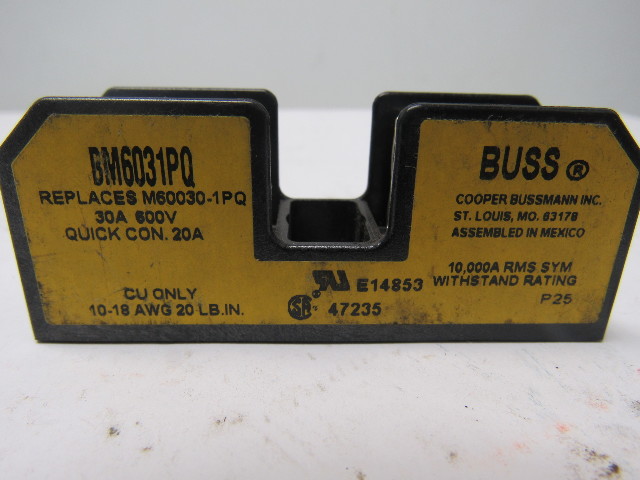 BM6031PQ
REPLACES M60030-1PQ
30A 600V
QUICK CON. 20A
CU ONLY
10-18 AWG 20 LB.IN.
E14853
47235
BUSS ®
COOPER BUSSMANN INC.
ST. LOUIS, MO. 63178
ASSEMBLED IN MEXICO
10,000A RMS SYM
WITHSTAND RATING
P25